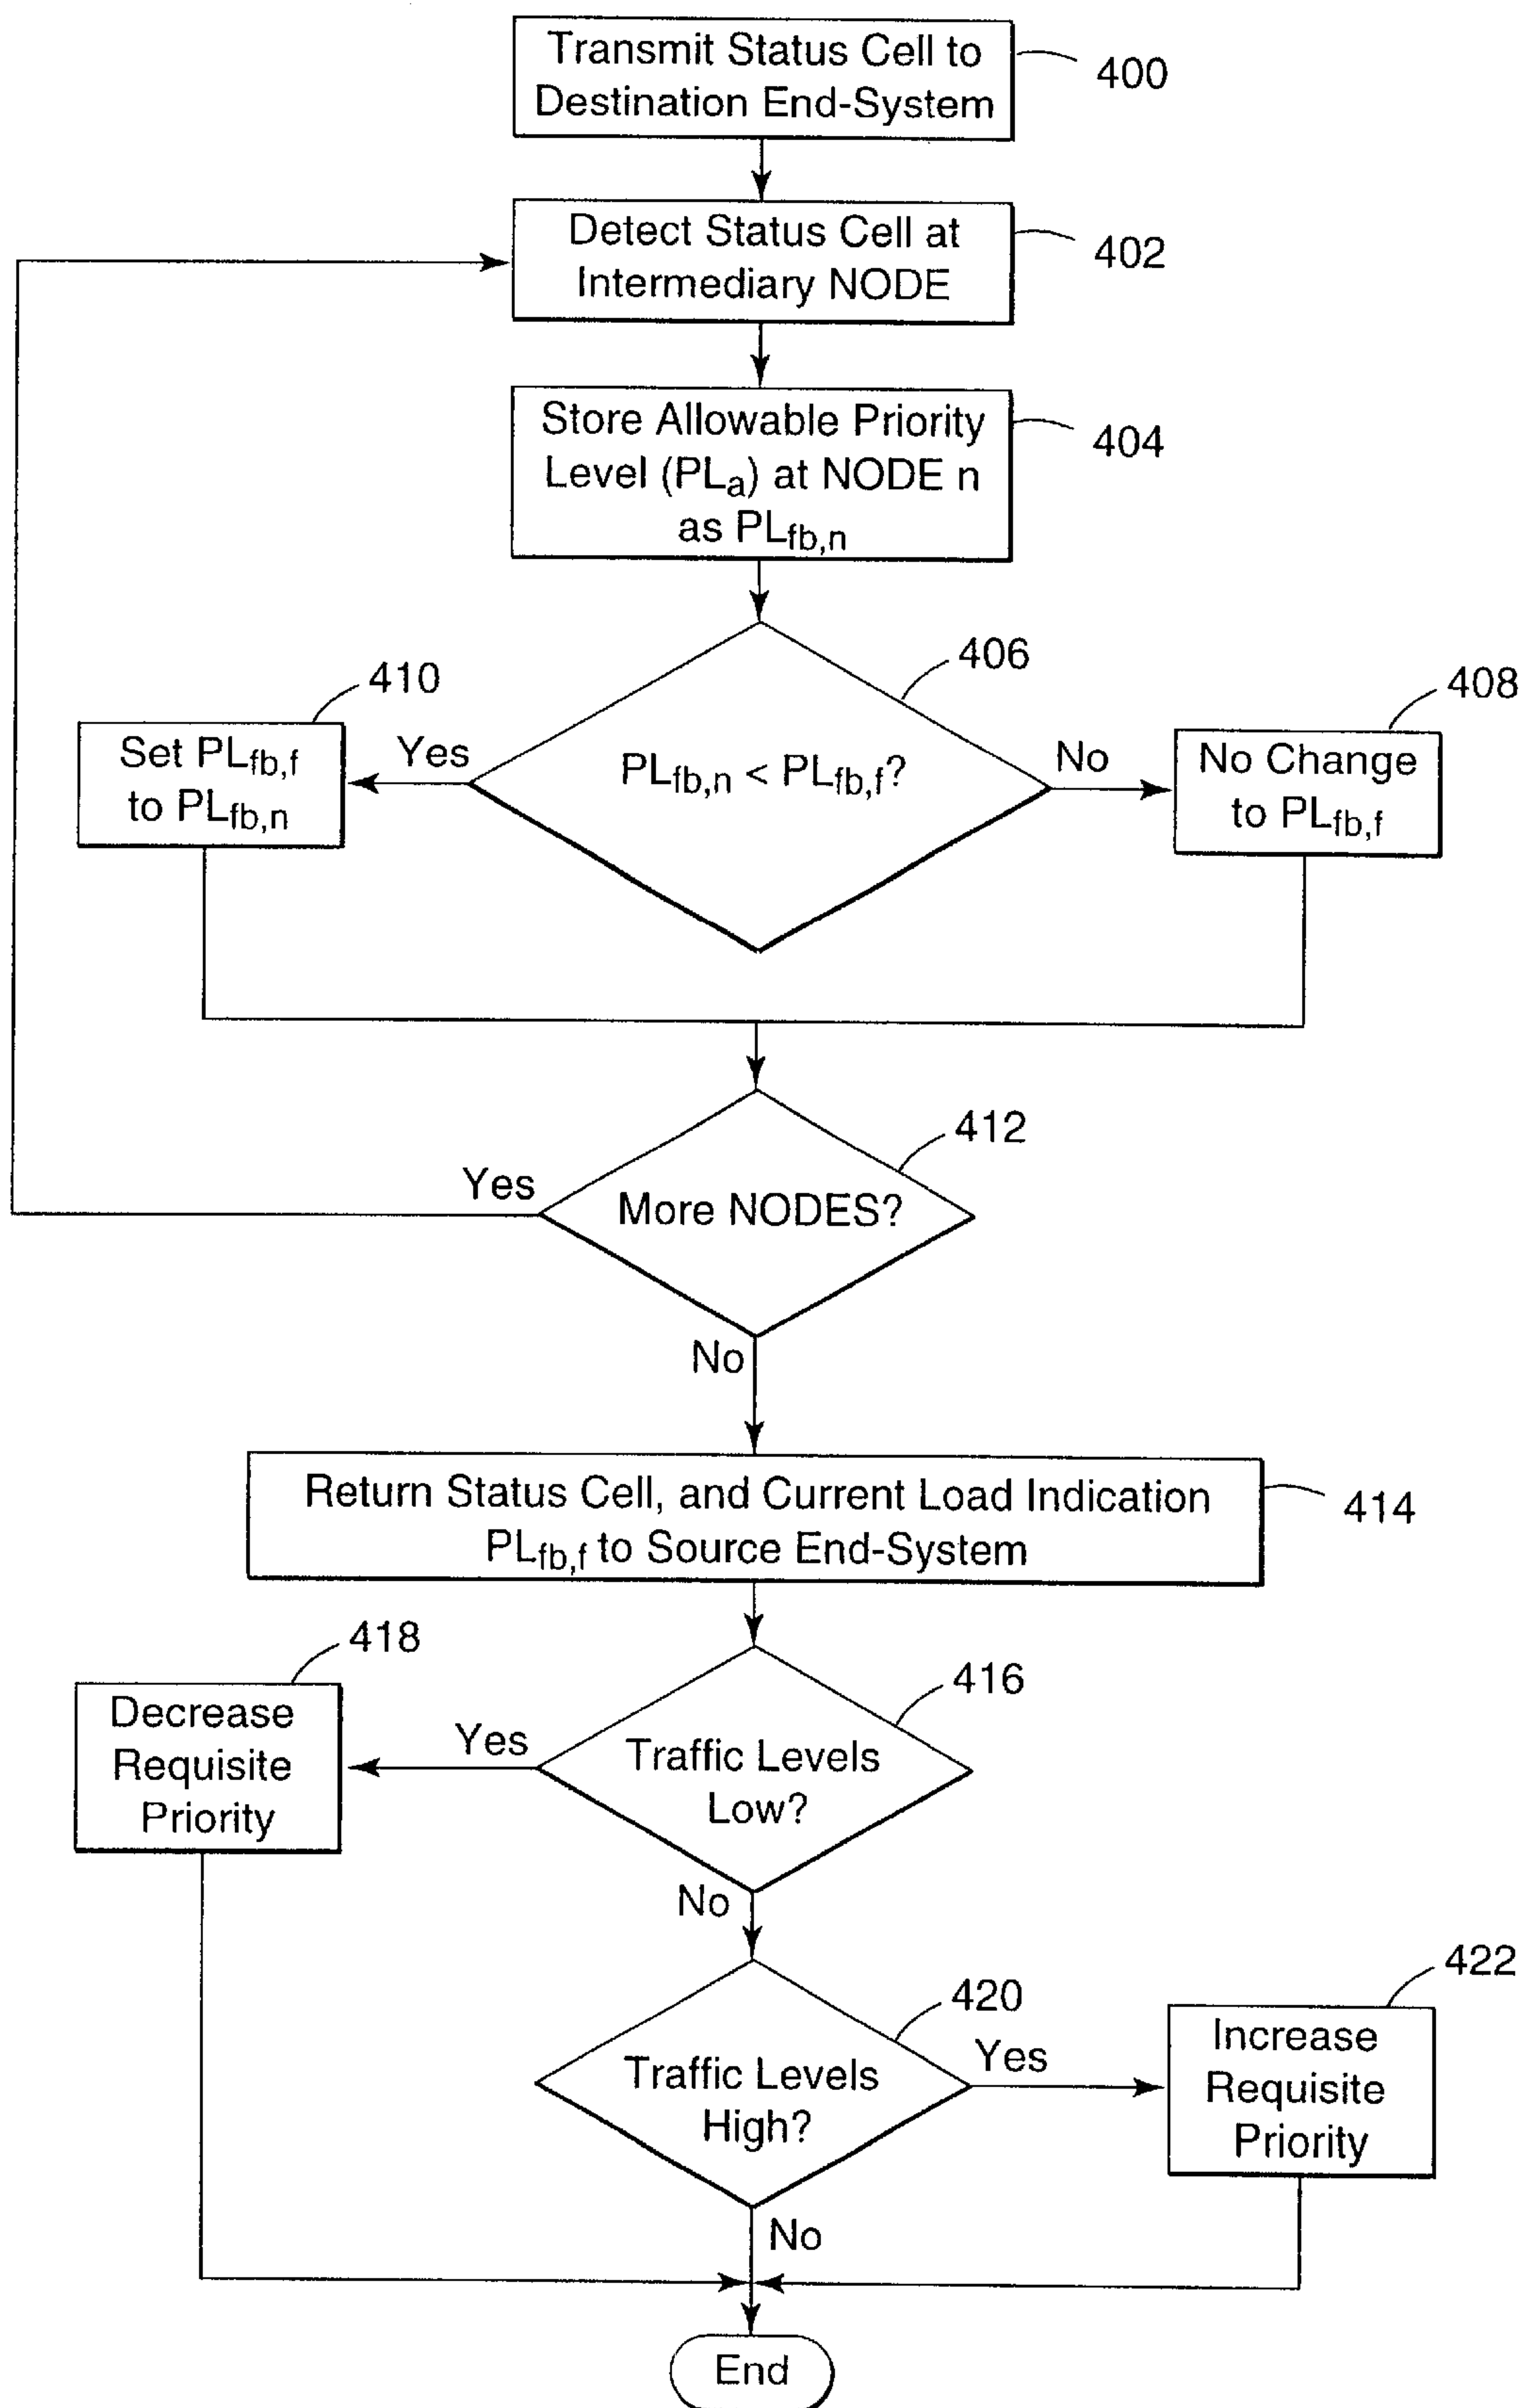 Transmit Status Cell to
Destination End-System
400
Detect Status Cell at
Intermediary NODE
402
Store Allowable Priority
Level (PLa) at NODE n
as PLfb,n
404
406
PLfb,n < PLfb,f?
Yes
No
410
Set PLfb,f
to PLfb,n
408
No Change
to PLfb,f
412
More NODES?
Yes
No
Return Status Cell, and Current Load Indication
PLfb,f to Source End-System
414
416
Traffic Levels
Low?
Yes
No
418
Decrease
Requisite
Priority
420
Traffic Levels
High?
Yes
No
422
Increase
Requisite
Priority
End